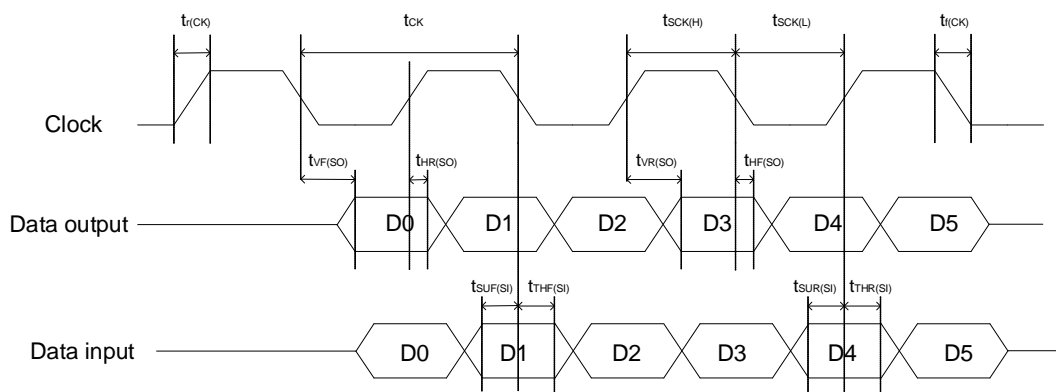 tr(CK) tCK tSCK(H) tSCK(L) tf(CK)
Clock
tVF(SO) tHR(SO) tVR(SO) tHF(SO)
Data output D0 D1 D2 D3 D4 D5
tSUF(SI) tTHF(SI) tSUR(SI) tTHR(SI)
Data input D0 D1 D2 D3 D4 D5